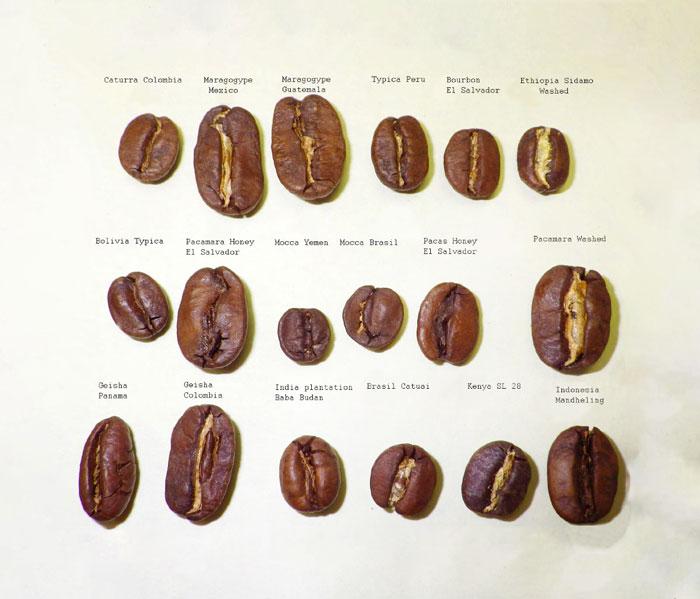 Caturra Colombia
Maragogype
Mexico
Maragogype
Guatemala
Typica Peru
Bourbon
El Salvador
Ethiopia Sidamo
Washed
Bolivia Typica
Pacamara Honey
El Salvador
Mocca Yemen
Mocca Brasil
Pacas Honey
El Salvador
Pacamara Washed
Geisha
Panama
Geisha
Colombia
India plantation
Baba Budan
Brasil Catuai
Kenya SL 28
Indonesia
Mandheling